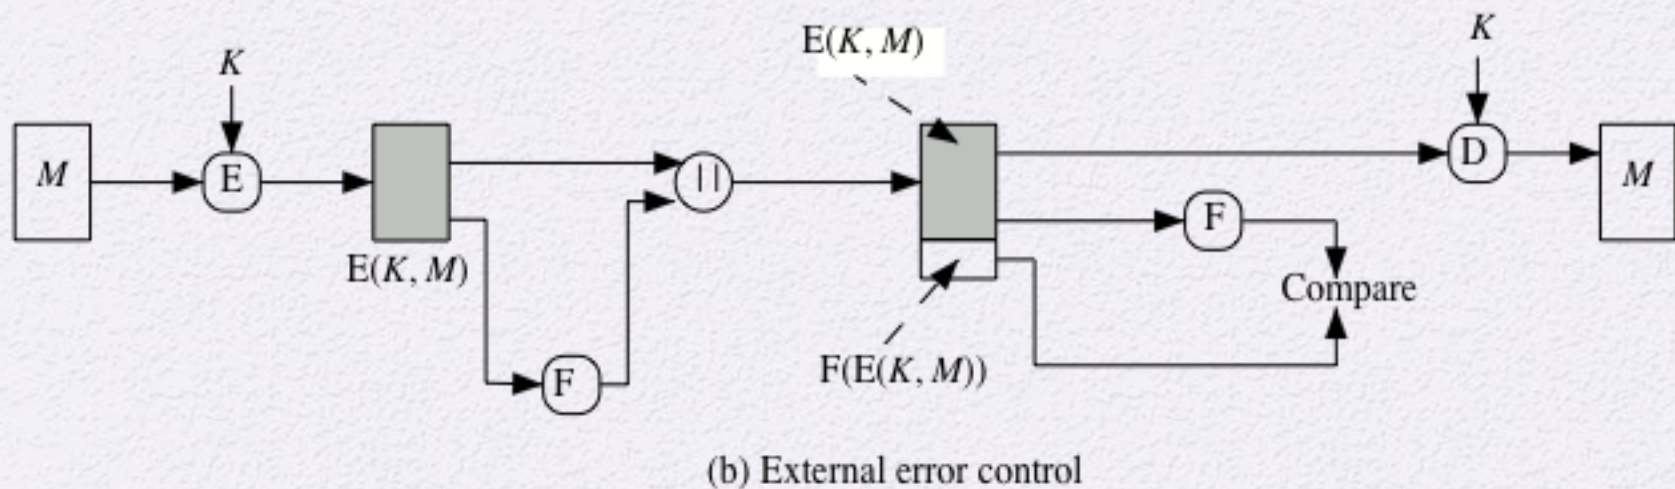 K
M
E
E(K, M)
F
||
E(K, M)
F(E(K, M))
F
Compare
K
D
M
(b) External error control